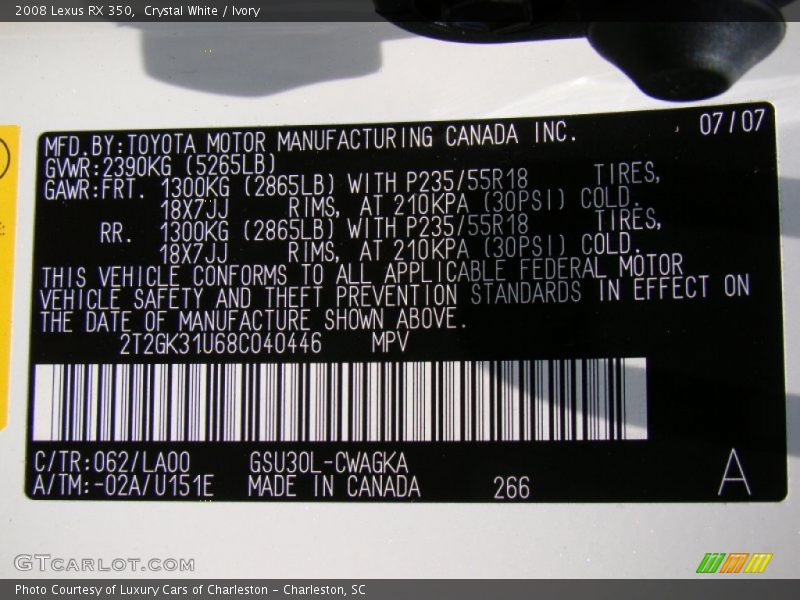 2008 Lexus RX 350, Crystal White / Ivory
MFD. BY: TOYOTA MOTOR MANUFACTURING CANADA INC. 07/07
GVWR: 2390KG (5265LB)
GAWR: FRT. 1300KG (2865LB) WITH P235/55R18 TIRES,
18X7JJ RIMS, AT 210KPA (30PSI) COLD.
RR. 1300KG (2865LB) WITH P235/55R18 TIRES,
18X7JJ RIMS, AT 210KPA (30PSI) COLD.
THIS VEHICLE CONFORMS TO ALL APPLICABLE FEDERAL MOTOR
VEHICLE SAFETY AND THEFT PREVENTION STANDARDS IN EFFECT ON
THE DATE OF MANUFACTURE SHOWN ABOVE.
2T2GK31U68C040446 MPV
C/TR: 062/LA00 GSU30L-CWAGKA
A/TM: -02A/U151E MADE IN CANADA 266 A
GTCARLOT.COM
Photo Courtesy of Luxury Cars of Charleston - Charleston, SC